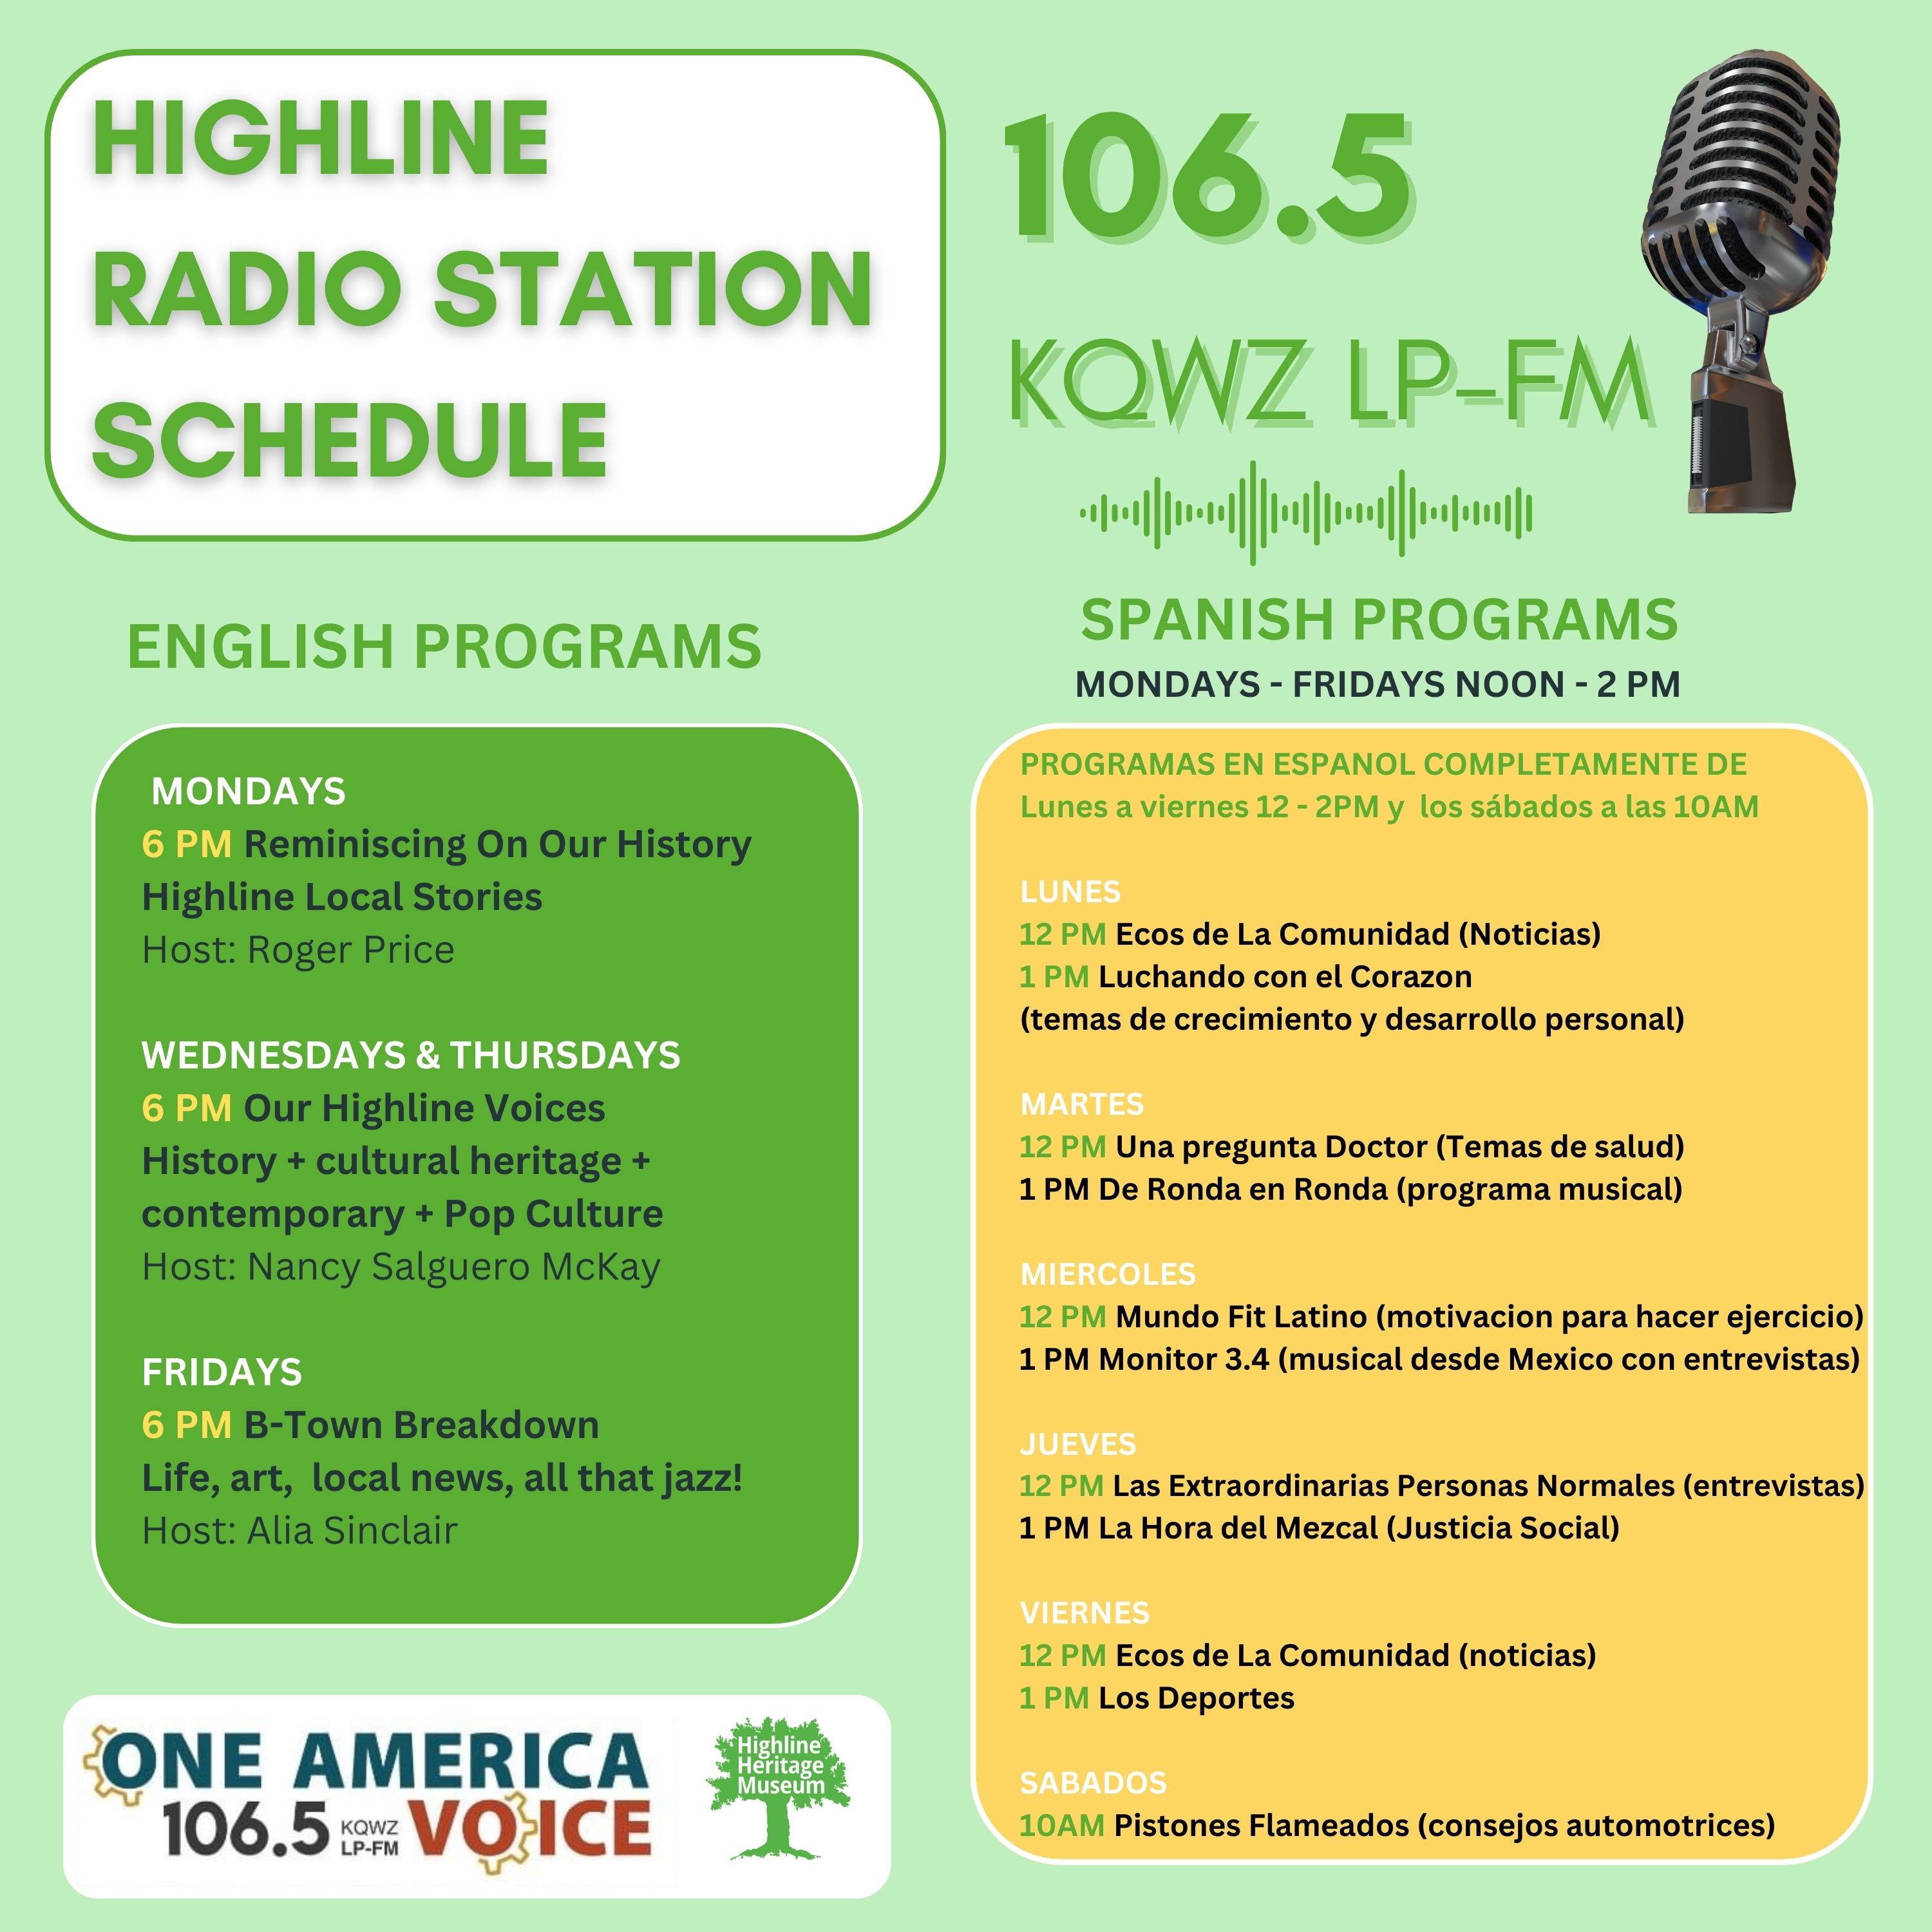 HIGHLINE
RADIO STATION
SCHEDULE
106.5
KQWZ LP-FM
ENGLISH PROGRAMS
MONDAYS
6 PM Reminiscing On Our History
Highline Local Stories
Host: Roger Price
WEDNESDAYS & THURSDAYS
6 PM Our Highline Voices
History + cultural heritage +
contemporary + Pop Culture
Host: Nancy Salguero McKay
FRIDAYS
6 PM B-Town Breakdown
Life, art,  local news, all that jazz!
Host: Alia Sinclair
SPANISH PROGRAMS
MONDAYS - FRIDAYS NOON - 2 PM
PROGRAMAS EN ESPANOL COMPLETAMENTE DE
Lunes a viernes 12 - 2PM y  los sábados a las 10AM
LUNES
12 PM Ecos de La Comunidad (Noticias)
1 PM Luchando con el Corazon
(temas de crecimiento y desarrollo personal)
MARTES
12 PM Una pregunta Doctor (Temas de salud)
1 PM De Ronda en Ronda (programa musical)
MIERCOLES
12 PM Mundo Fit Latino (motivacion para hacer ejercicio)
1 PM Monitor 3.4 (musical desde Mexico con entrevistas)
JUEVES
12 PM Las Extraordinarias Personas Normales (entrevistas)
1 PM La Hora del Mezcal (Justicia Social)
VIERNES
12 PM Ecos de La Comunidad (noticias)
1 PM Los Deportes
SABADOS
10AM Pistones Flameados (consejos automotrices)
ONE AMERICA
106.5 KQWZ LP-FM VOICE
Highline
Heritage
Museum